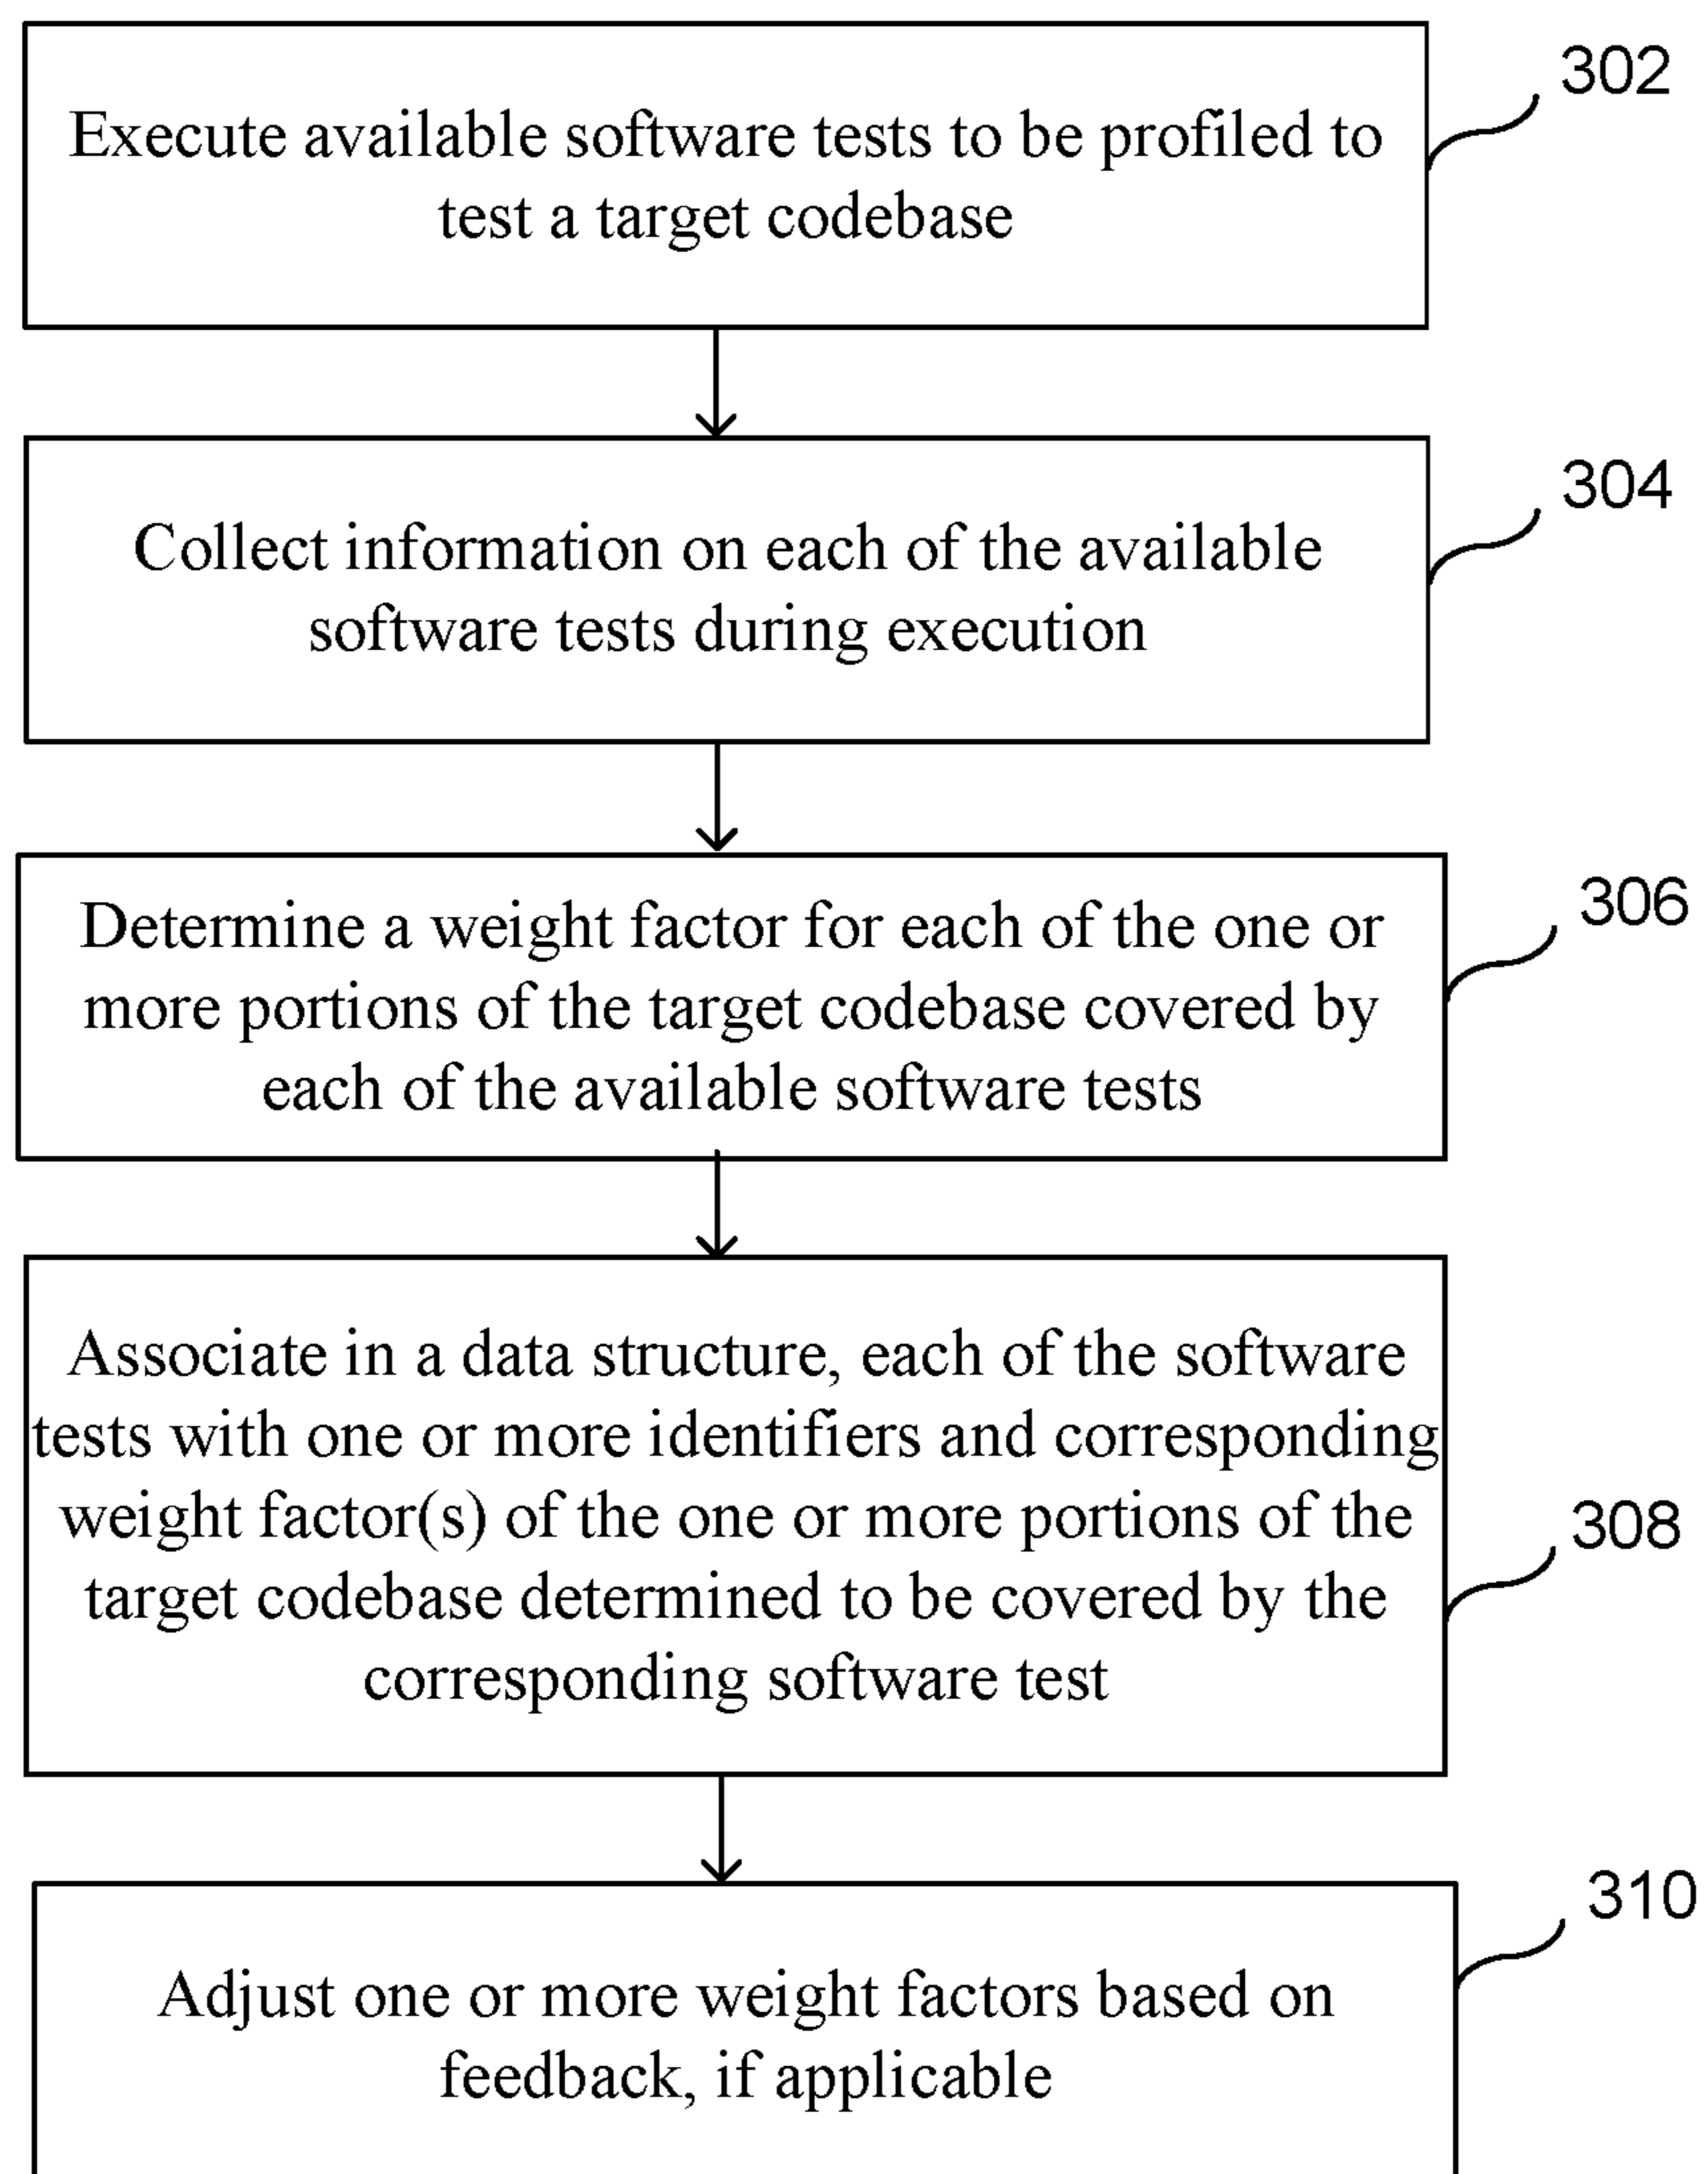 302
Execute available software tests to be profiled to
test a target codebase
304
Collect information on each of the available
software tests during execution
306
Determine a weight factor for each of the one or
more portions of the target codebase covered by
each of the available software tests
Associate in a data structure, each of the software
tests with one or more identifiers and corresponding
weight factor(s) of the one or more portions of the
308
target codebase determined to be covered by the
corresponding software test
310
Adjust one or more weight factors based on
feedback, if applicable